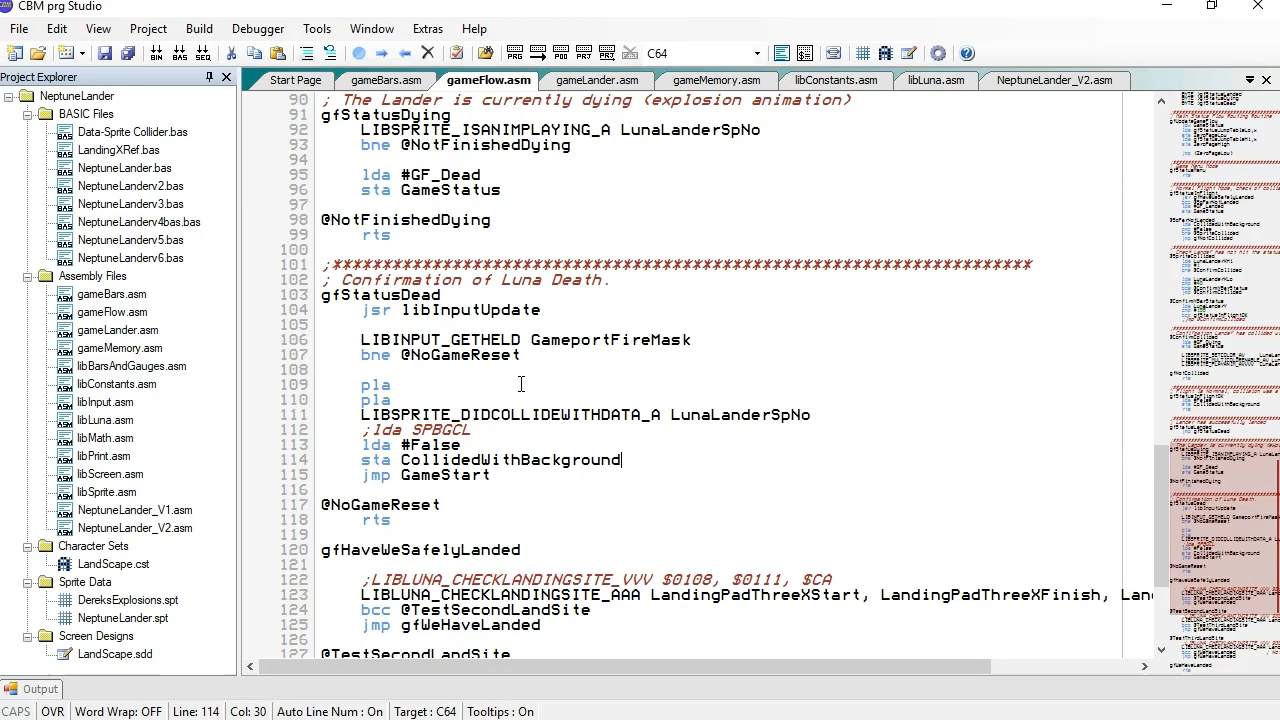 CBM prg Studio
File Edit View Project Build Debugger Tools Window Extras Help
C64
Project Explorer
Start Page gameBars.asm gameFlow.asm gameLander.asm gameMemory.asm libConstants.asm libLuna.asm NeptuneLander_V2.asm
NeptuneLander
BASIC Files
Data-Sprite Collider.bas
LandingXRef.bas
NeptuneLander.bas
NeptuneLanderv2.bas
NeptuneLanderv3.bas
NeptuneLanderv4bas.bas
NeptuneLanderv5.bas
NeptuneLanderv6.bas
Assembly Files
gameBars.asm
gameFlow.asm
gameLander.asm
gameMemory.asm
libBarsAndGauges.asm
libConstants.asm
libInput.asm
libLuna.asm
libMath.asm
libPrint.asm
libScreen.asm
libSprite.asm
NeptuneLander_V1.asm
NeptuneLander_V2.asm
Character Sets
LandScape.cst
Sprite Data
DereksExplosions.spt
NeptuneLander.spt
Screen Designs
LandScape.sdd
90 ; The Lander is currently dying (explosion animation)
91 gfStatusDying
92 LIBSPRITE_ISANIMPLAYING_A LunaLanderSpNo
93 bne @NotFinishedDying
94
95 lda #GF_Dead
96 sta GameStatus
97
98 @NotFinishedDying
99 rts
100
101 ;***********************************************************************
102 ; Confirmation of Luna Death.
103 gfStatusDead
104 jsr libInputUpdate
105
106 LIBINPUT_GETHELD GameportFireMask
107 bne @NoGameReset
108
109 pla
110 pla
111 LIBSPRITE_DIDCOLLIDEWITHDATA_A LunaLanderSpNo
112 ;lda SPBGCL
113 lda #False
114 sta CollidedWithBackground
115 jmp GameStart
116
117 @NoGameReset
118 rts
119
120 gfHaveWeSafelyLanded
121
122 ;LIBLUNA_CHECKLANDINGSITE_VVV $0108, $0111, $CA
123 LIBLUNA_CHECKLANDINGSITE_AAA LandingPadThreeXStart, LandingPadThreeXFinish, Lan
124 bcc @TestSecondLandSite
125 jmp gfWeHaveLanded
126
127 @TestSecondLandSite
Output
CAPS OVR Word Wrap: OFF Line: 114 Col: 30 Auto Line Num : On Target : C64 Tooltips : On